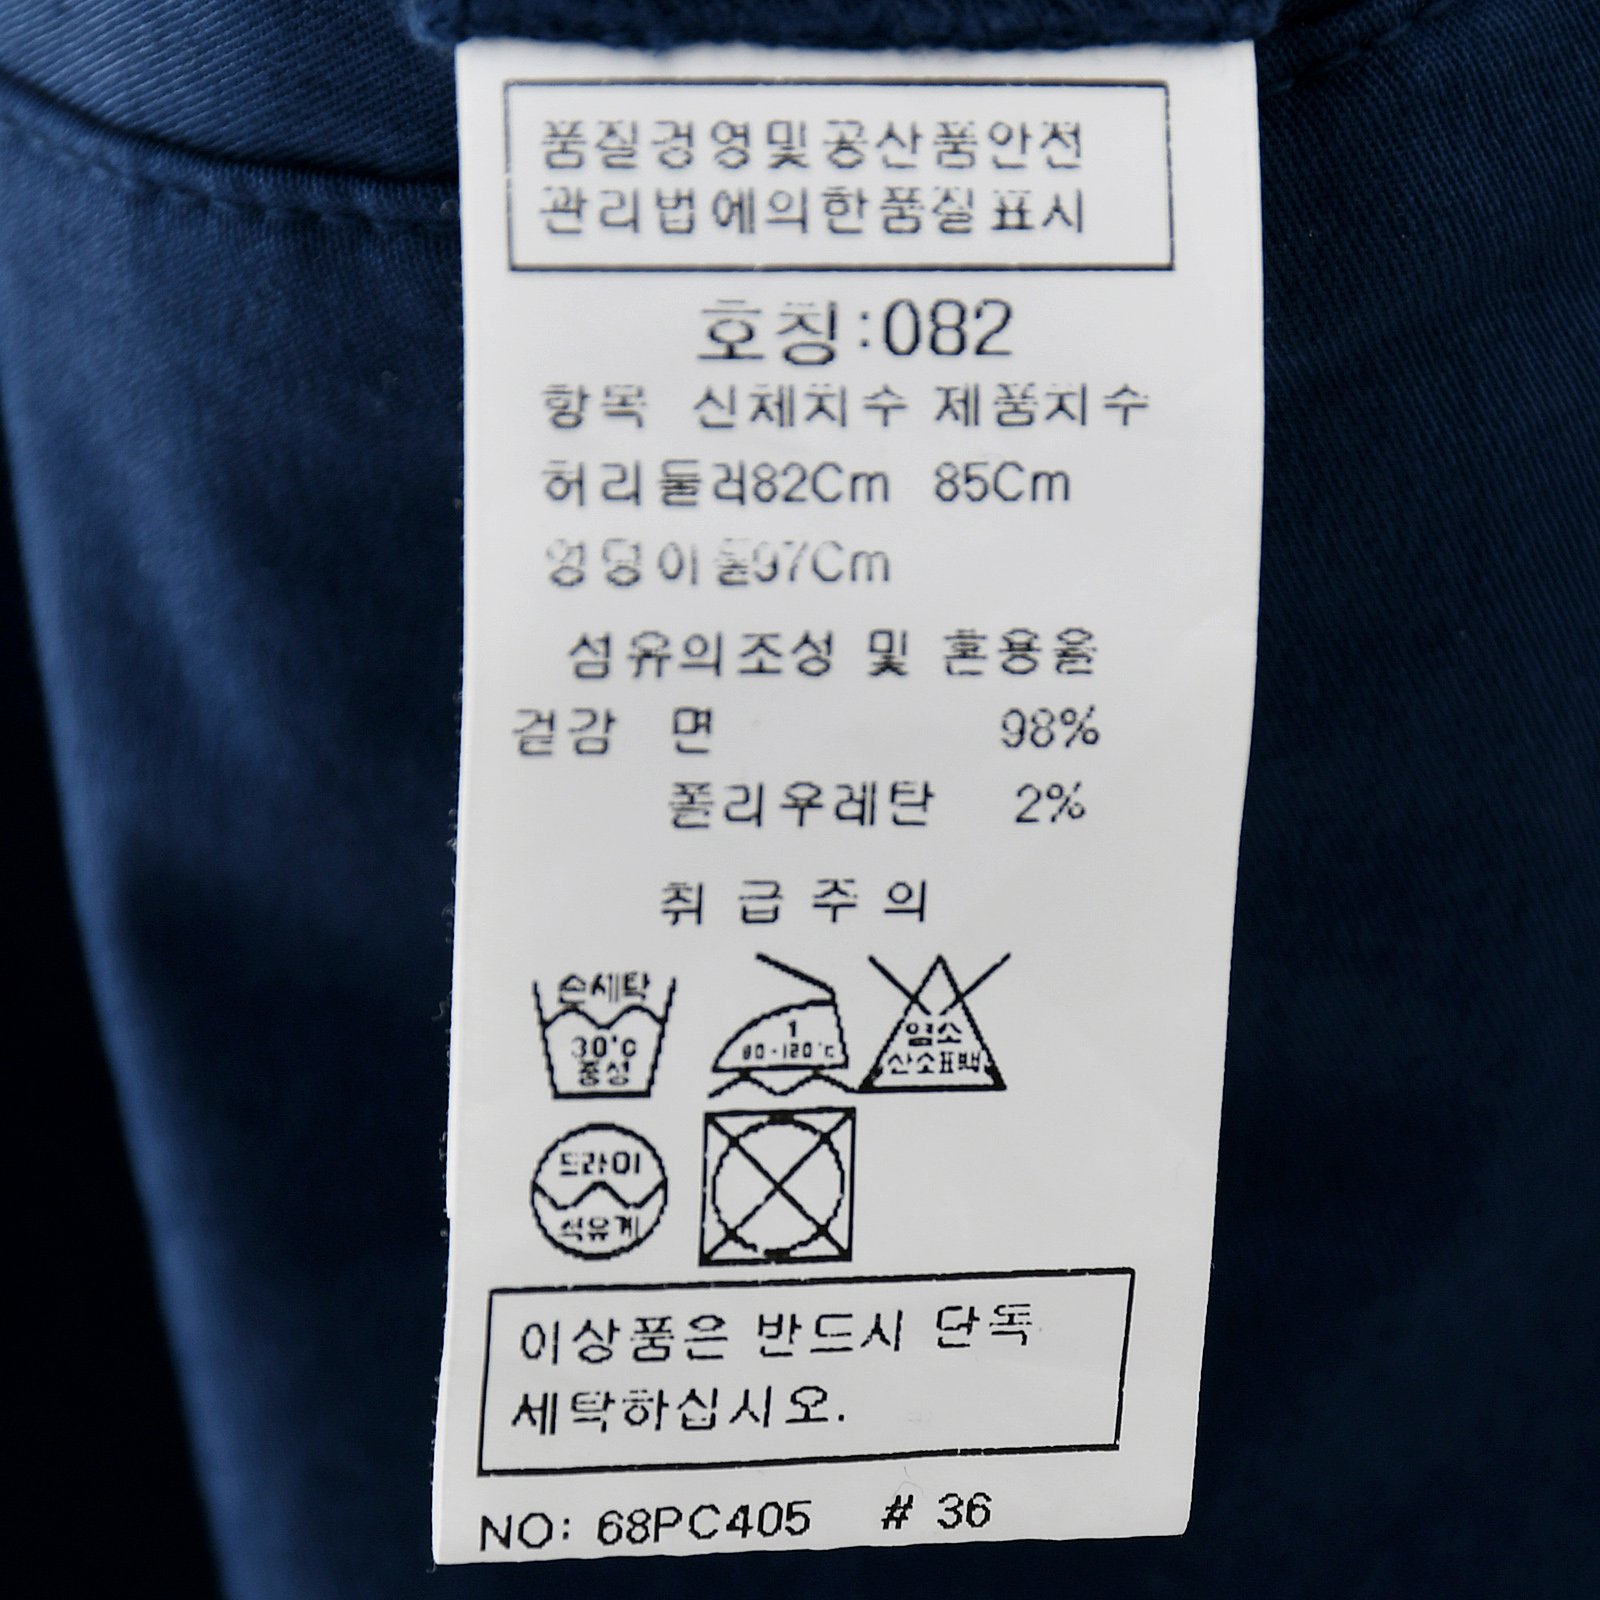 품질경영및공산품안전
관리법에의한품질표시
호칭:082
항목 신체치수 제품치수
허리둘러82Cm 85Cm
엉덩이둘97Cm
섬유의조성 및 혼용율
겉감 면 98%
폴리우레탄 2%
취급주의
손세탁
30°C
중성
1
80-120°C
염소
산소표백
드라이
석유계
이상품은 반드시 단독
세탁하십시오.
NO: 68PC405 # 36